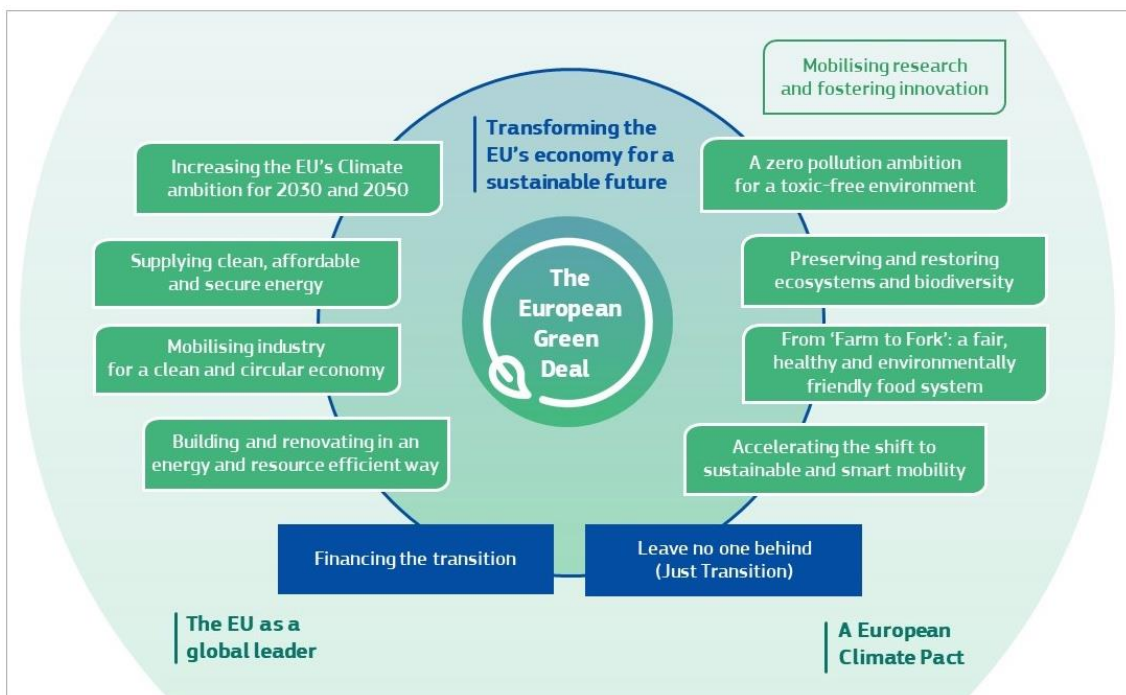 Mobilising research
and fostering innovation
Transforming the
EU's economy for a
sustainable future
Increasing the EU's Climate
ambition for 2030 and 2050
A zero pollution ambition
for a toxic-free environment
Supplying clean, affordable
and secure energy
Preserving and restoring
ecosystems and biodiversity
The
European
Green
Deal
Mobilising industry
for a clean and circular economy
From ‘Farm to Fork’: a fair,
healthy and environmentally
friendly food system
Building and renovating in an
energy and resource efficient way
Accelerating the shift to
sustainable and smart mobility
Financing the transition
Leave no one behind
(Just Transition)
The EU as a
global leader
A European
Climate Pact